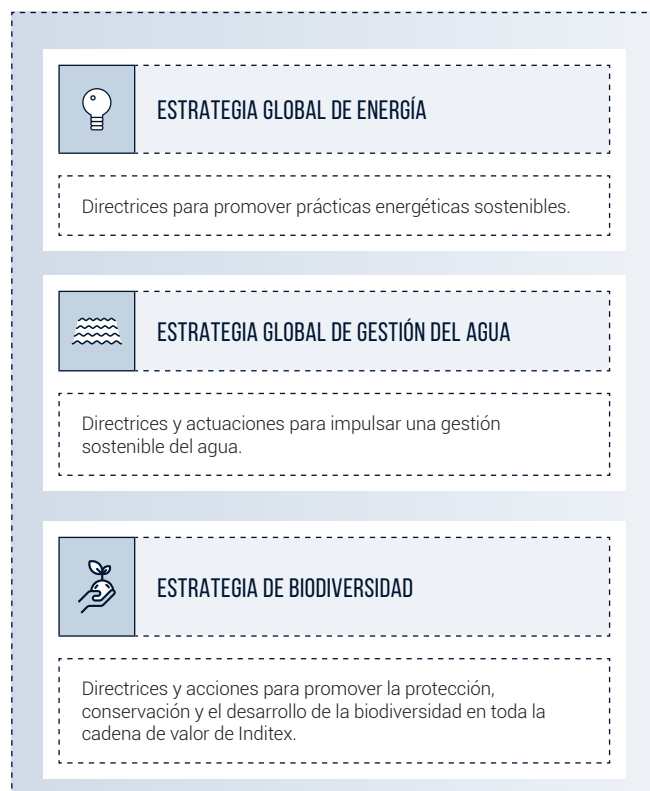 ESTRATEGIA GLOBAL DE ENERGÍA
Directrices para promover prácticas energéticas sostenibles.
ESTRATEGIA GLOBAL DE GESTIÓN DEL AGUA
Directrices y actuaciones para impulsar una gestión
sostenible del agua.
ESTRATEGIA DE BIODIVERSIDAD
Directrices y acciones para promover la protección,
conservación y el desarrollo de la biodiversidad en toda la
cadena de valor de Inditex.